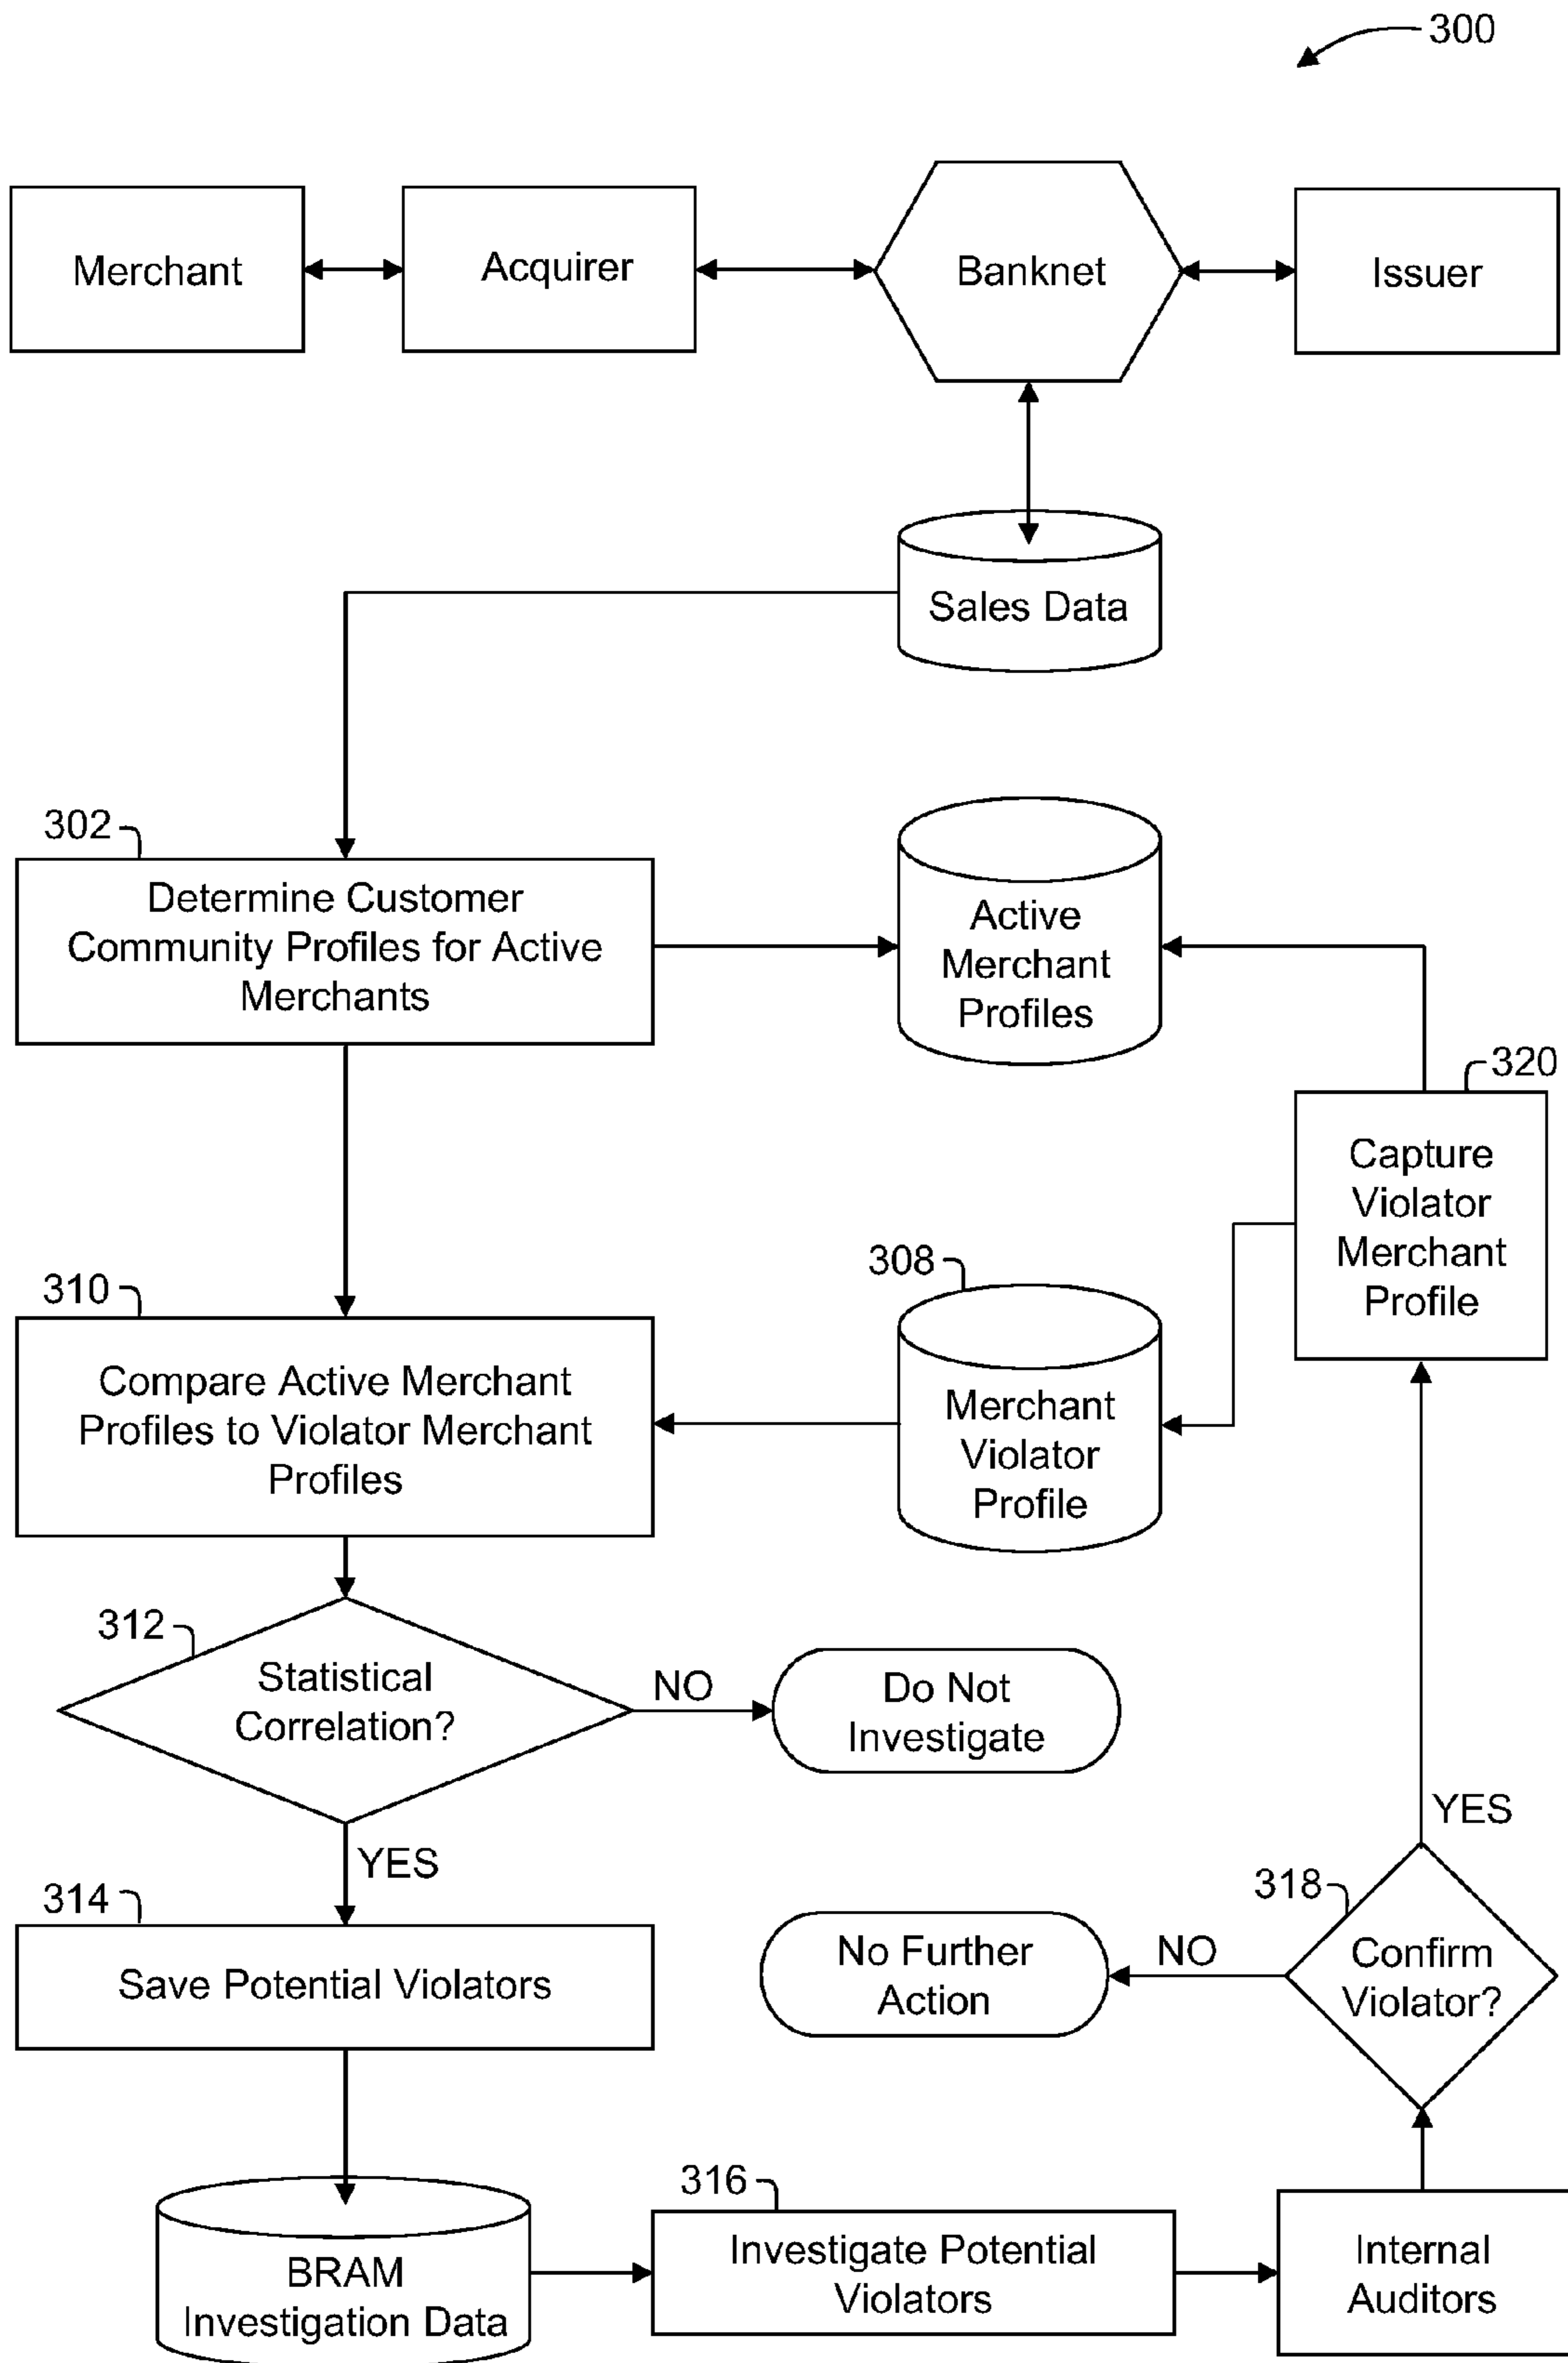 300
Merchant
Acquirer
Banknet
Issuer
Sales Data
302
Determine Customer
Community Profiles for Active
Merchants
Active
Merchant
Profiles
320
Capture
Violator
Merchant
Profile
308
Merchant
Violator
Profile
310
Compare Active Merchant
Profiles to Violator Merchant
Profiles
312
Statistical
Correlation?
NO
Do Not
Investigate
YES
314
Save Potential Violators
YES
318
Confirm
Violator?
NO
No Further
Action
BRAM
Investigation Data
316
Investigate Potential
Violators
Internal
Auditors